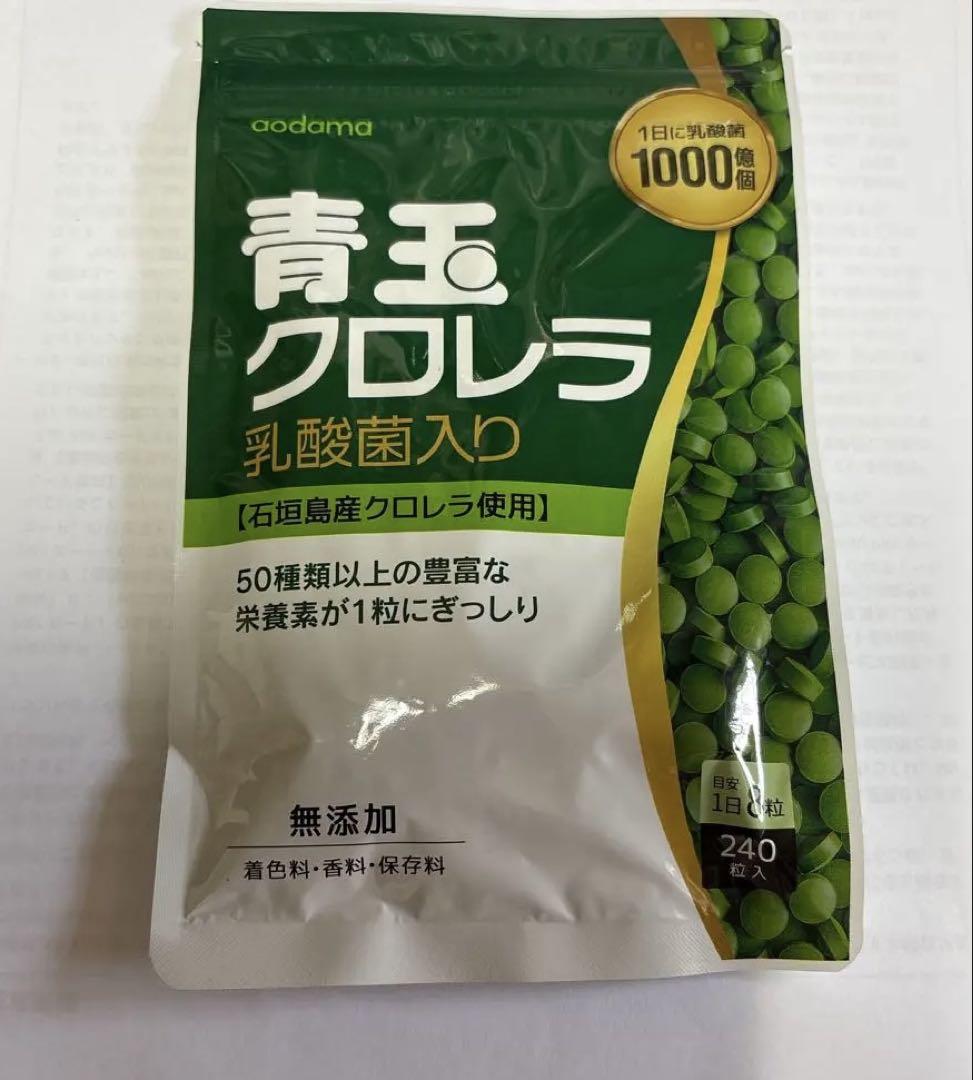 aodama
1日に乳酸菌
1000億個
青玉
クロレラ
乳酸菌入り
【石垣島産クロレラ使用】
50種類以上の豊富な
栄養素が1粒にぎっしり
目安
1日8粒
240
粒入
無添加
着色料・香料・保存料